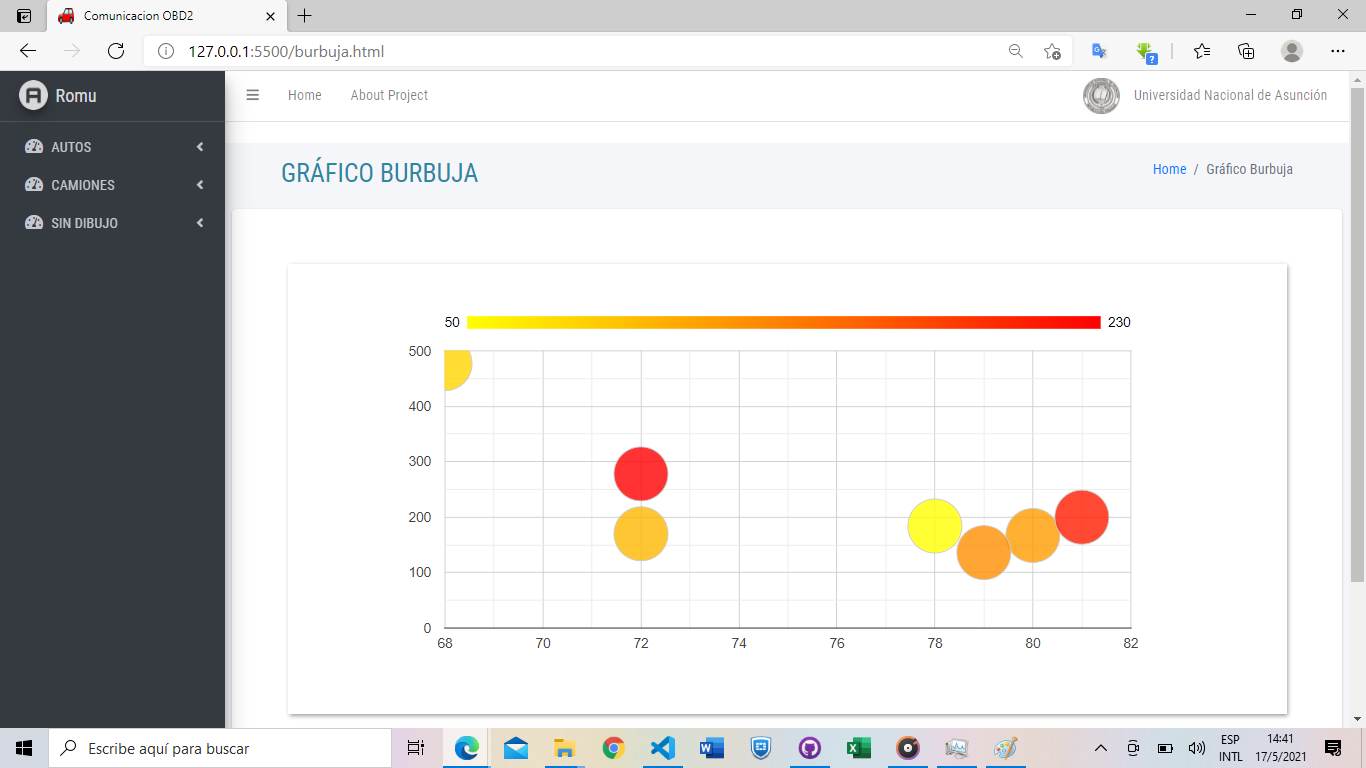 Comunicacion OBD2
127.0.0.1:5500/burbuja.html
Romu
Home About Project Universidad Nacional de Asunción
AUTOS
CAMIONES
SIN DIBUJO
GRÁFICO BURBUJA
Home / Gráfico Burbuja
50 230
500
400
300
200
100
0
68 70 72 74 76 78 80 82
Escribe aquí para buscar
ESP
INTL
14:41
17/5/2021